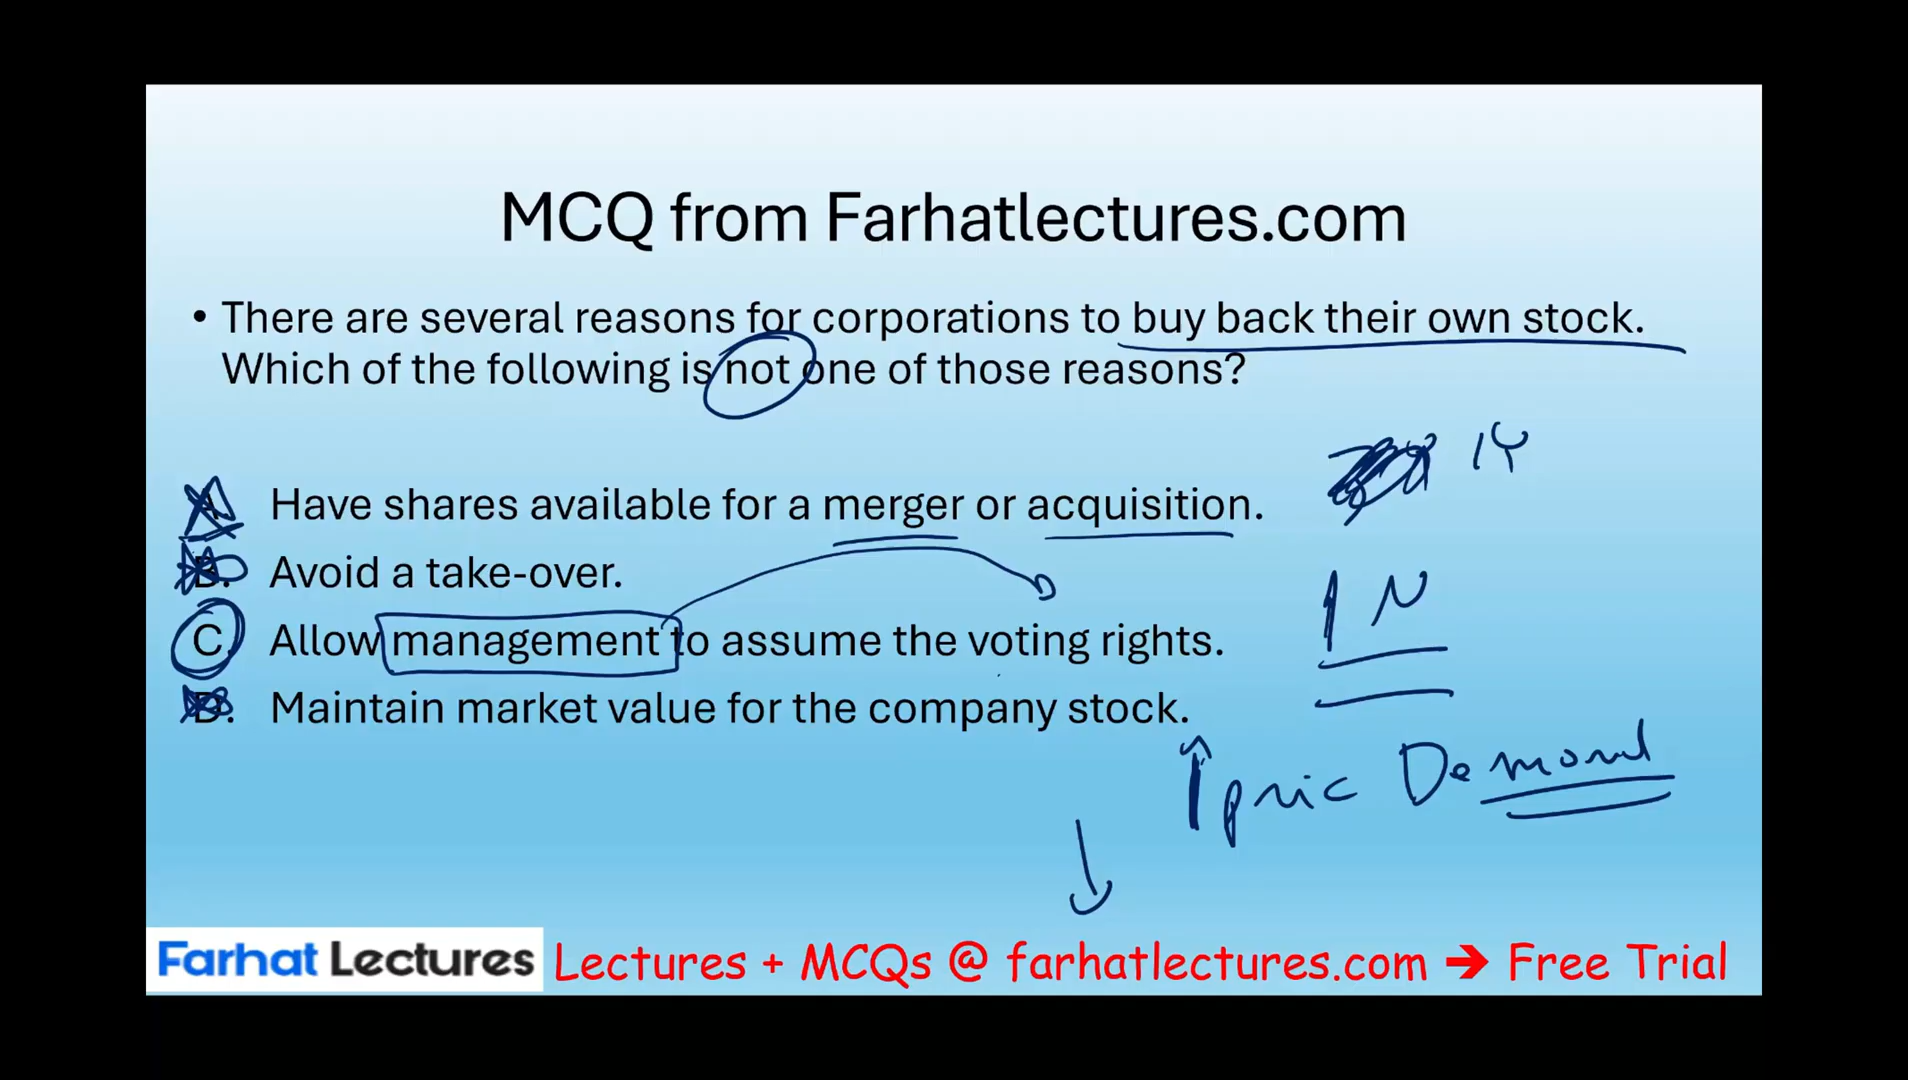 MCQ from Farhatlectures.com
• There are several reasons for corporations to buy back their own stock.
Which of the following is not one of those reasons?
A. Have shares available for a merger or acquisition.
B. Avoid a take-over.
C. Allow management to assume the voting rights.
D. Maintain market value for the company stock.
pric Demand
Farhat Lectures Lectures + MCQs @ farhatlectures.com ➔ Free Trial